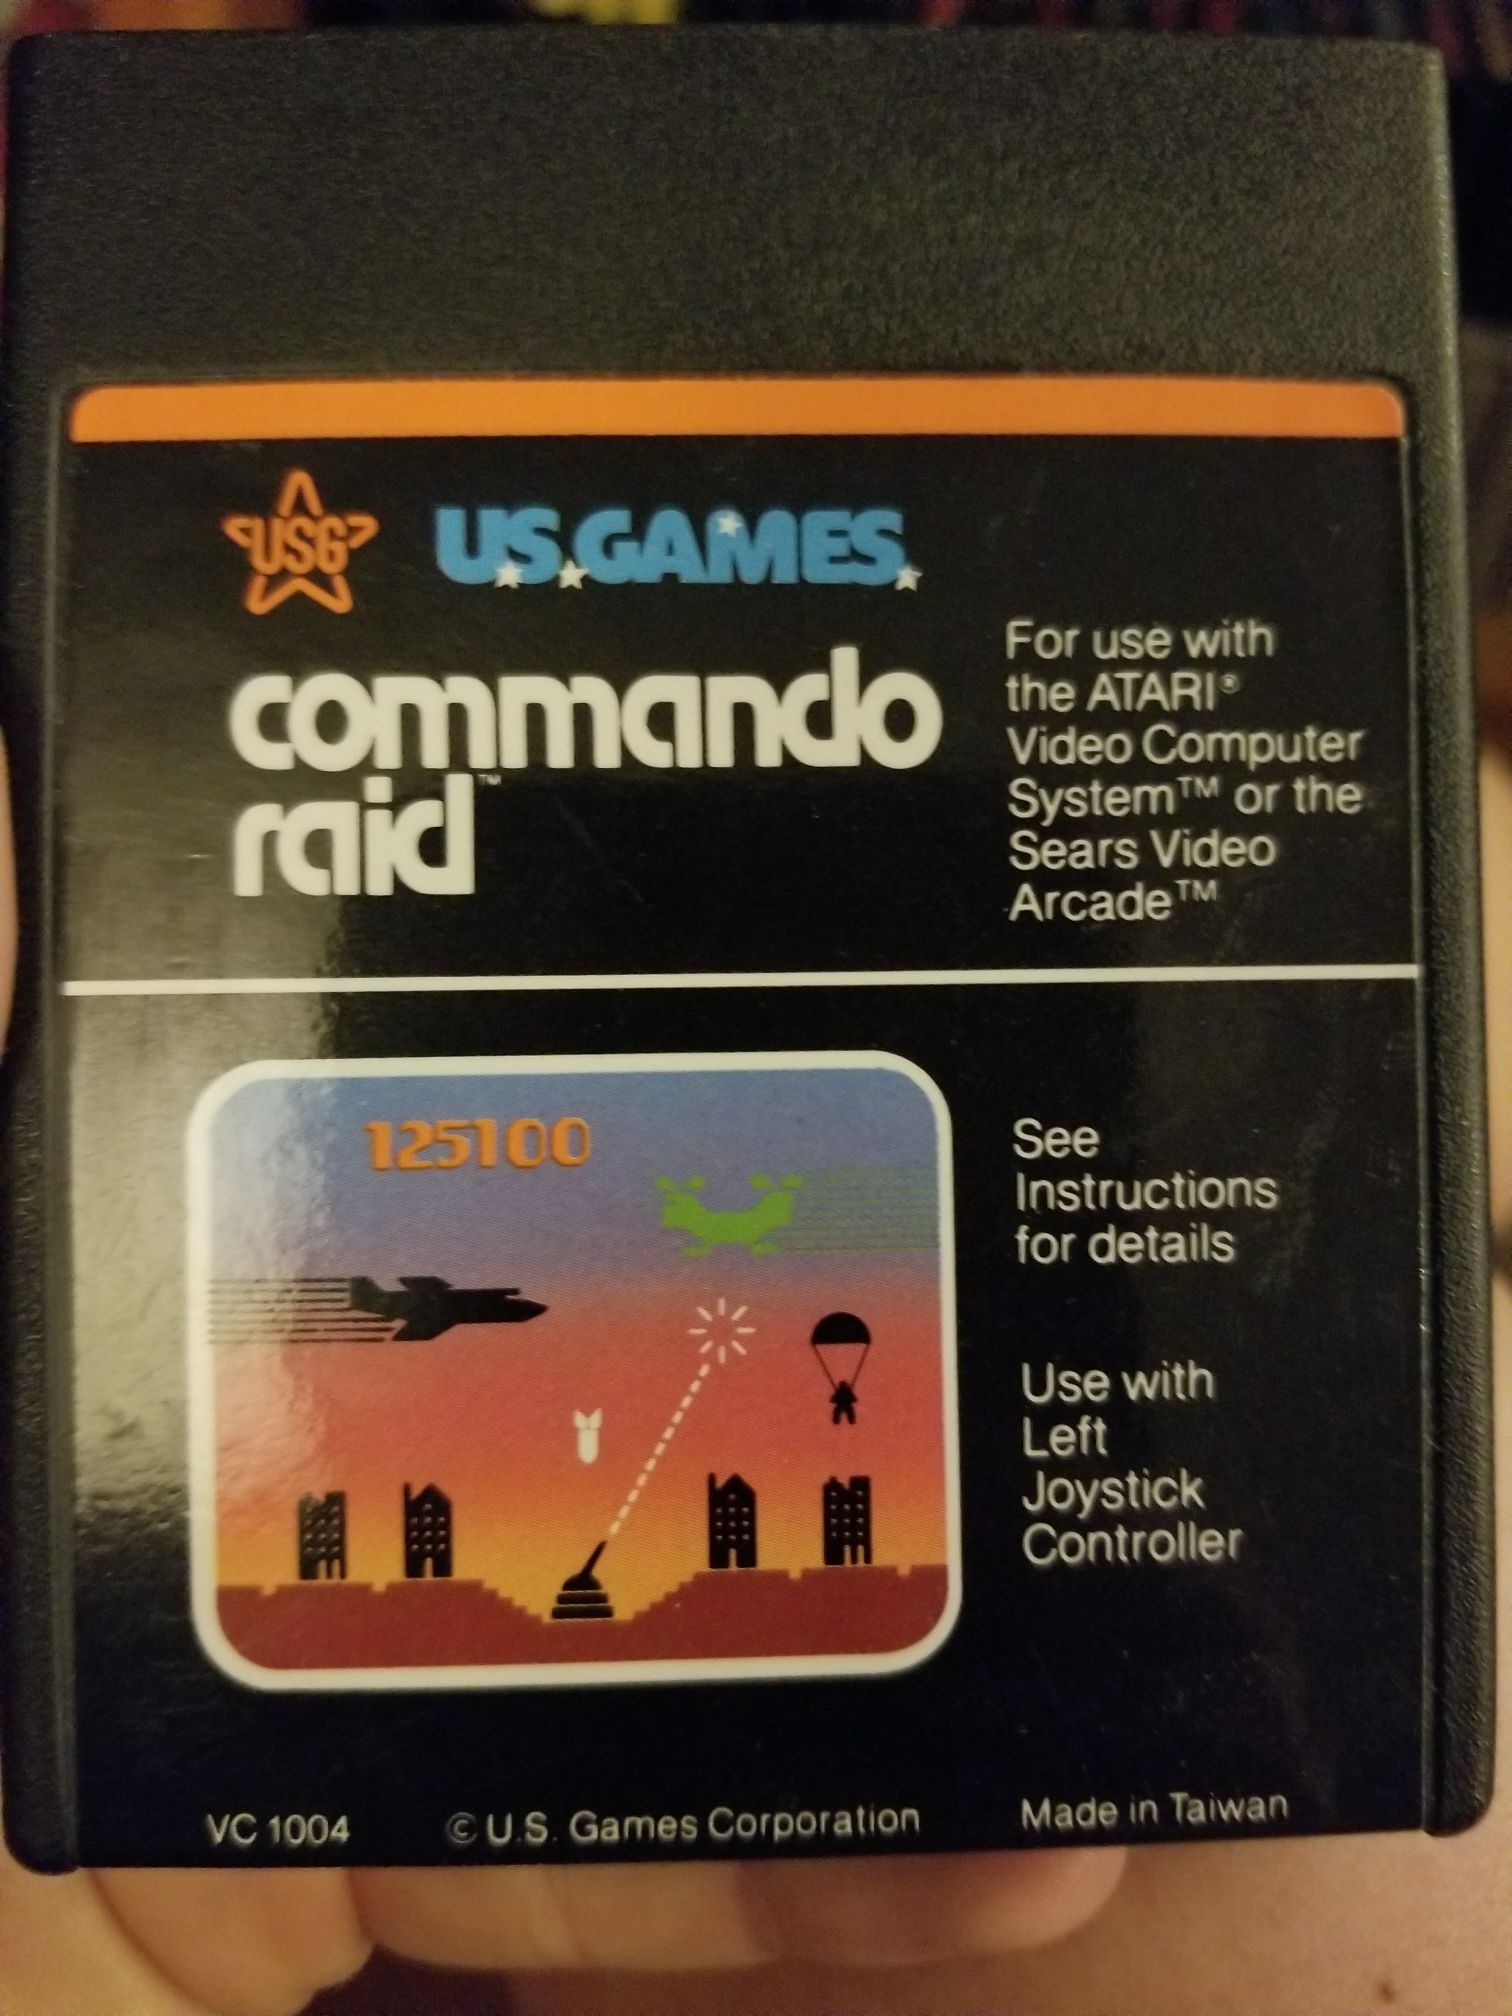 USG
U.S. GAMES
commando
raid™
For use with
the ATARI®
Video Computer
System™ or the
Sears Video
Arcade™
125100
See
Instructions
for details
Use with
Left
Joystick
Controller
VC 1004
© U.S. Games Corporation
Made in Taiwan